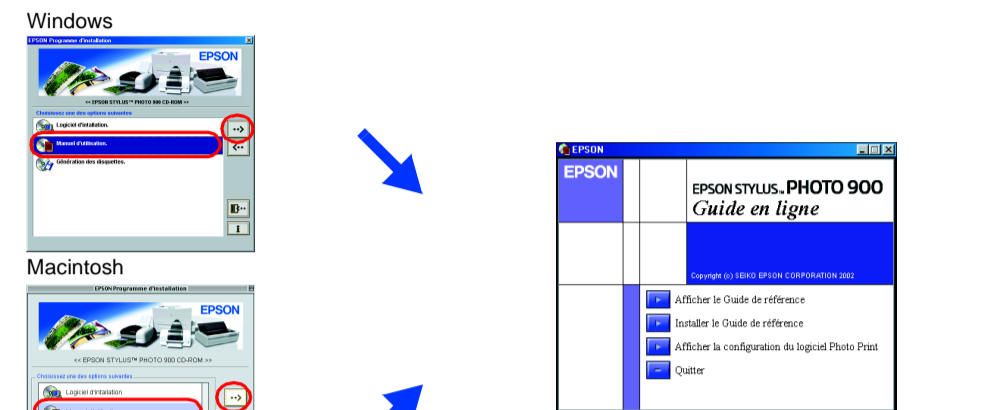 Windows
EPSON Programme d'installation
EPSON
<< EPSON STYLUS™ PHOTO 900 CD-ROM >>
Choisissez une des options suivantes
Logiciel d'intallation.
Manuel d'utilisation.
Génération des disquettes.
Macintosh
EPSON Programme d'installation
EPSON
<< EPSON STYLUS™ PHOTO 900 CD-ROM >>
Choisissez une des options suivantes
Logiciel d'intallation.
EPSON
EPSON
EPSON STYLUS™ PHOTO 900
Guide en ligne
Copyright (c) SEIKO EPSON CORPORATION 2002
Afficher le Guide de référence
Installer le Guide de référence
Afficher la configuration du logiciel Photo Print
Quitter